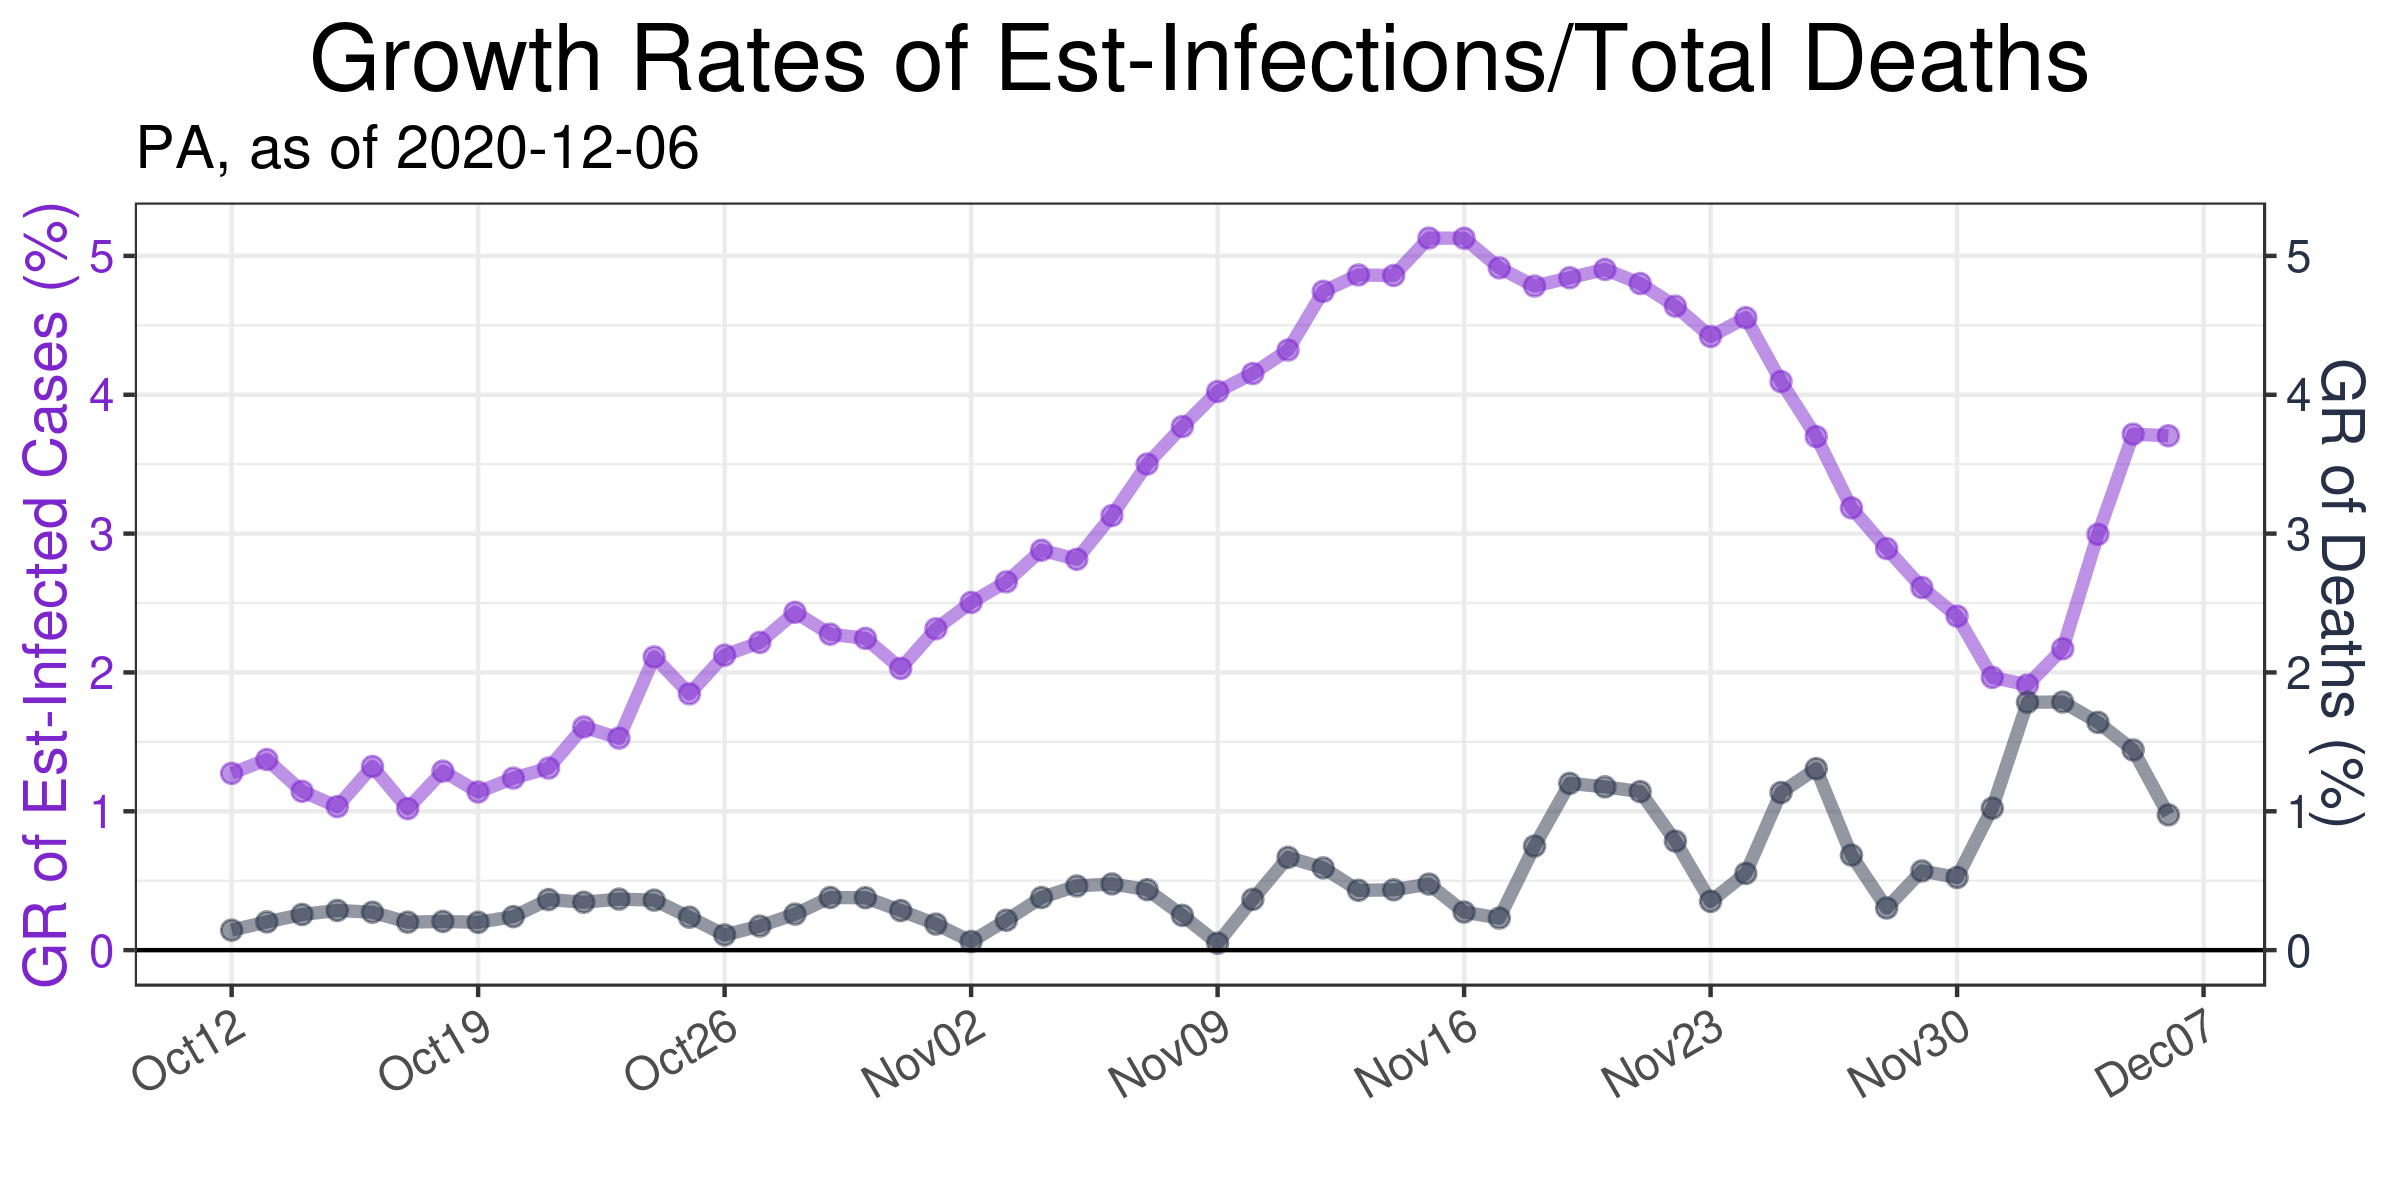 Growth Rates of Est-Infections/Total Deaths
PA, as of 2020-12-06
GR of Est-Infected Cases (%)
5
4
3
2
1
0
5
4
3
2
1
0
GR of Deaths (%)
Oct12 Oct19 Oct26 Nov02 Nov09 Nov16 Nov23 Nov30 Dec07